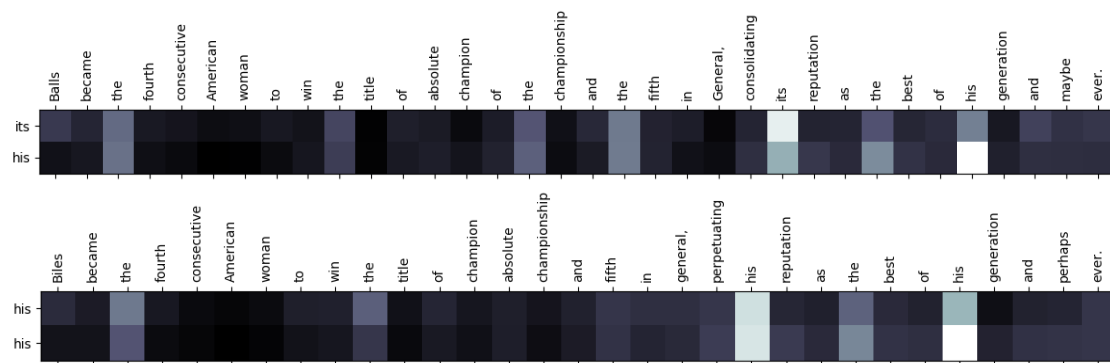 Balls became the fourth consecutive American woman to win the title of absolute champion of the championship and the fifth in General, consolidating its reputation as the best of his generation and maybe ever.
its
his
Biles became the fourth consecutive American woman to win the title of champion absolute championship and fifth in general, perpetuating his reputation as the best of his generation and perhaps ever.
his
his